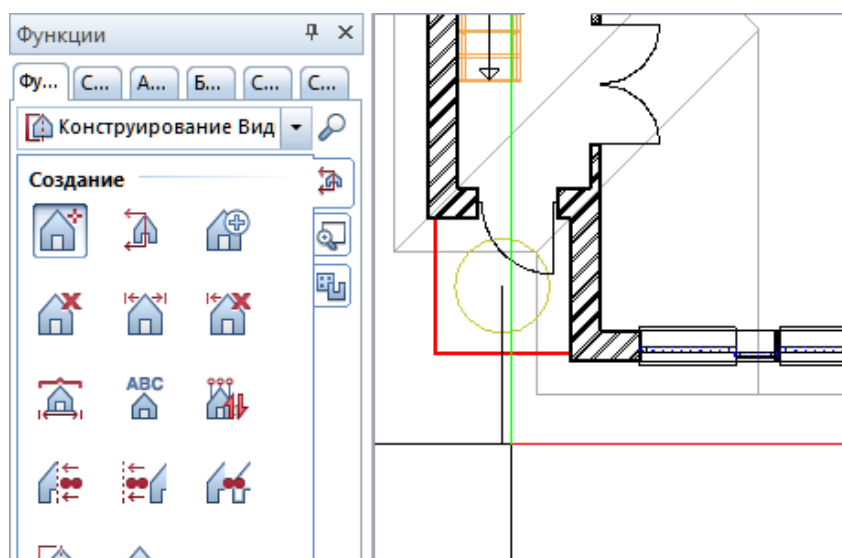 Функции
Фу... С... А... Б... С... С...
Конструирование Вид
Создание
ABC